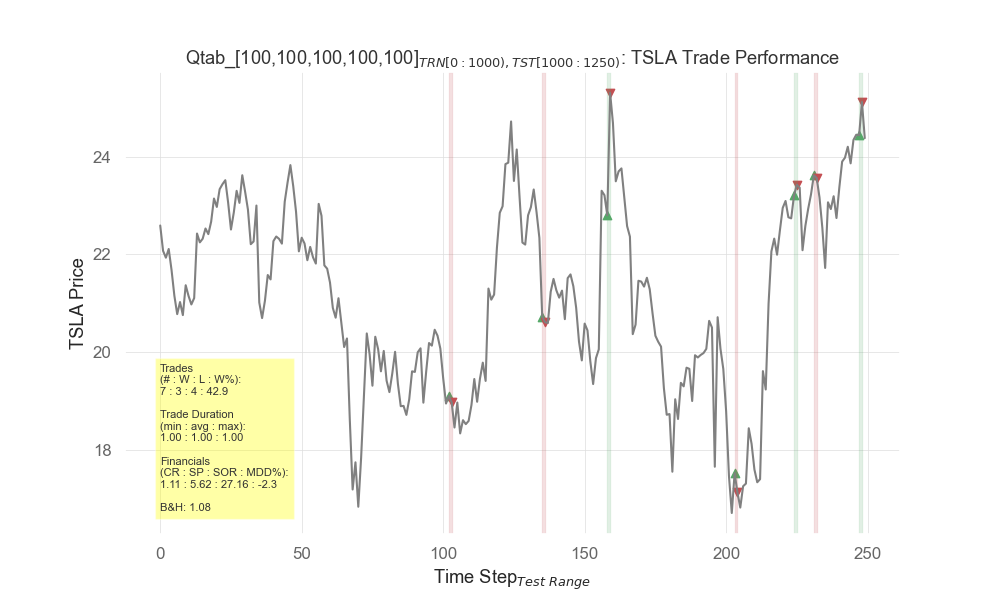 Qtab_[100,100,100,100,100]TRN[0 : 1000), TST[1000 : 1250): TSLA Trade Performance
TSLA Price
24
22
20
18
Trades
(# : W : L : W%):
7 : 3 : 4 : 42.9
Trade Duration
(min : avg : max):
1.00 : 1.00 : 1.00
Financials
(CR : SP : SOR : MDD%):
1.11 : 5.62 : 27.16 : -2.3
B&H: 1.08
0 50 100 150 200 250
Time StepTest Range